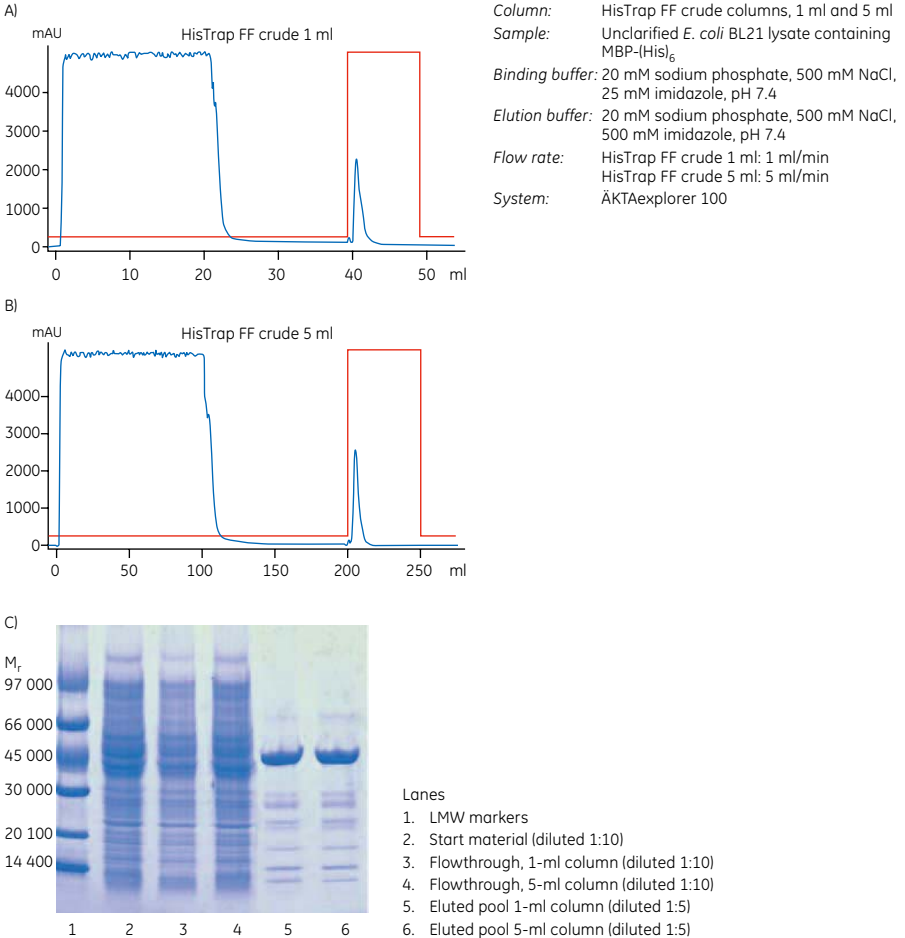 A)
mAU
HisTrap FF crude 1 ml
4000
3000
2000
1000
0
0 10 20 30 40 50 ml
Column: HisTrap FF crude columns, 1 ml and 5 ml
Sample: Unclarified E. coli BL21 lysate containing
MBP-(His)6
Binding buffer: 20 mM sodium phosphate, 500 mM NaCl,
25 mM imidazole, pH 7.4
Elution buffer: 20 mM sodium phosphate, 500 mM NaCl,
500 mM imidazole, pH 7.4
Flow rate: HisTrap FF crude 1 ml: 1 ml/min
HisTrap FF crude 5 ml: 5 ml/min
System: ÄKTAexplorer 100
B)
mAU
HisTrap FF crude 5 ml
4000
3000
2000
1000
0
0 50 100 150 200 250 ml
C)
Mr
97 000
66 000
45 000
30 000
20 100
14 400
1 2 3 4 5 6
Lanes
1. LMW markers
2. Start material (diluted 1:10)
3. Flowthrough, 1-ml column (diluted 1:10)
4. Flowthrough, 5-ml column (diluted 1:10)
5. Eluted pool 1-ml column (diluted 1:5)
6. Eluted pool 5-ml column (diluted 1:5)